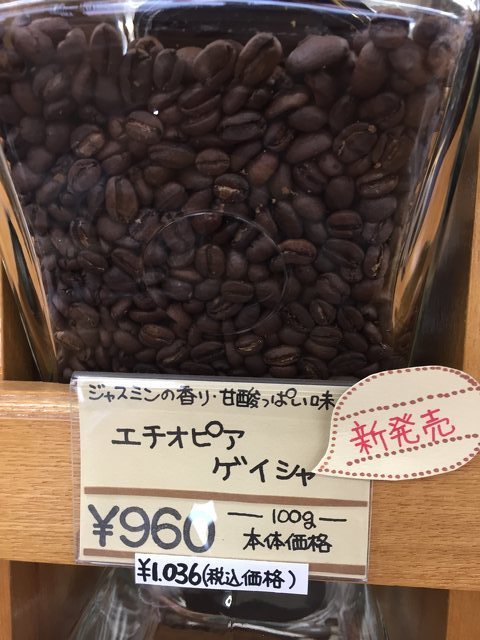 ジャスミンの香り・甘酸っぱい味
新発売
エチオピア
ゲイシャ
¥960
100g
本体価格
¥1.036(税込価格)